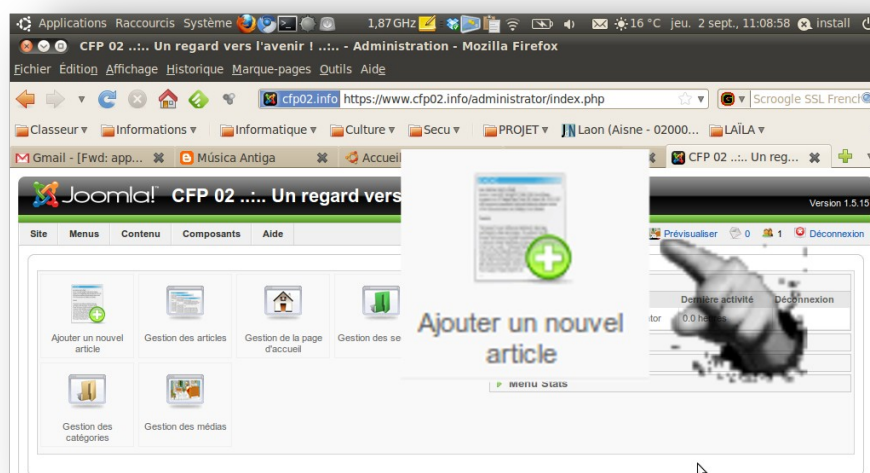 Applications Raccourcis Système 1,87 GHz 16 °C jeu. 2 sept., 11:08:58 install
CFP 02 ..:.. Un regard vers l'avenir ! ..:.. - Administration - Mozilla Firefox
Fichier Édition Affichage Historique Marque-pages Outils Aide
cfp02.info https://www.cfp02.info/administrator/index.php Scroogle SSL French
Classeur Informations Informatique Culture Secu PROJET Laon (Aisne - 02000... LAÏLA
Gmail - [Fwd: app... Música Antiga Accueil CFP 02 ..:.. Un reg...
Joomla! CFP 02 ..:.. Un regard vers
Version 1.5.15
Site Menus Contenu Composants Aide Prévisualiser 0 1 Déconnexion
Dernière activité Déconnexion
0.0 heures
Ajouter un nouvel article
Gestion des articles
Gestion de la page d'accueil
Gestion des se
Ajouter un nouvel
article
Menu Stats
Gestion des catégories
Gestion des médias